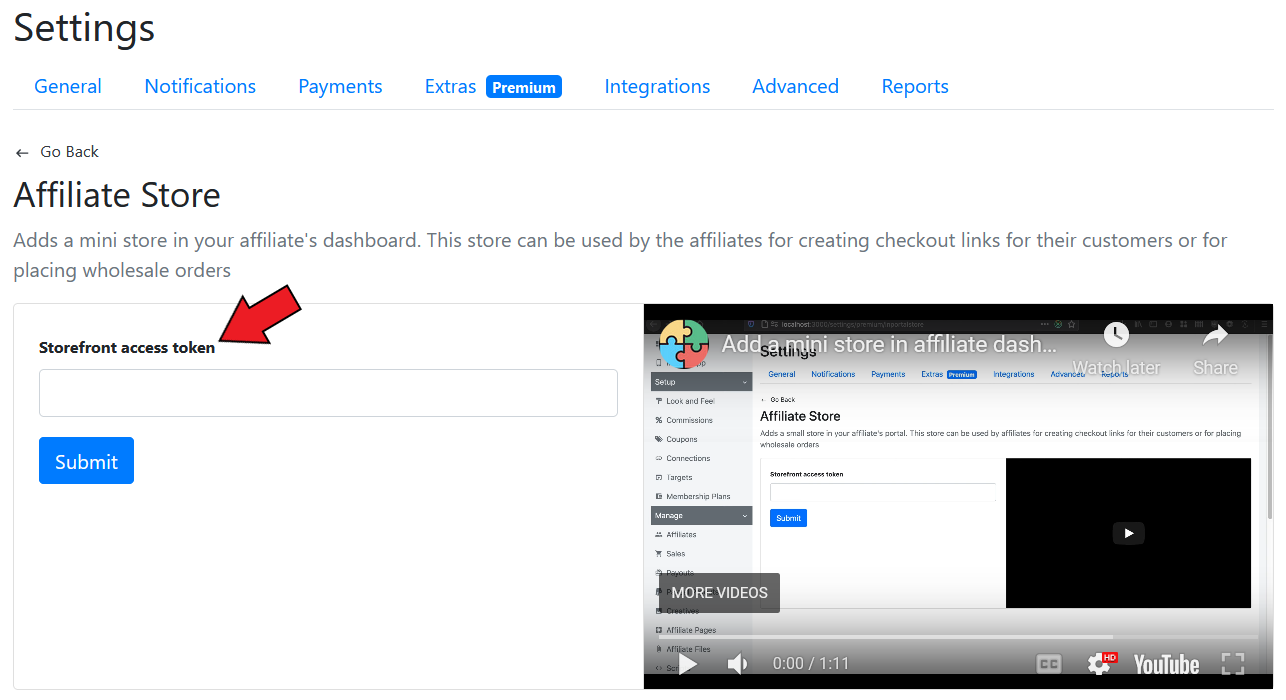 Settings
General Notifications Payments Extras Premium Integrations Advanced Reports
← Go Back
Affiliate Store
Adds a mini store in your affiliate's dashboard. This store can be used by the affiliates for creating checkout links for their customers or for
placing wholesale orders
Storefront access token
Submit
localhost:3000/settings/premium/inportalstore
Add a mini store in affiliate dash...
Watch later
Share
Settings
General Notifications Payments Extras Premium Integrations Advanced Reports
← Go Back
Affiliate Store
Adds a small store in your affiliate's portal. This store can be used by affiliates for creating checkout links for their customers or for placing
wholesale orders
Storefront access token
Submit
Setup
Look and Feel
Commissions
Coupons
Connections
Targets
Membership Plans
Manage
Affiliates
Sales
Payouts
Creatives
Affiliate Pages
Affiliate Files
MORE VIDEOS
0:00 / 1:11
CC
HD
YouTube